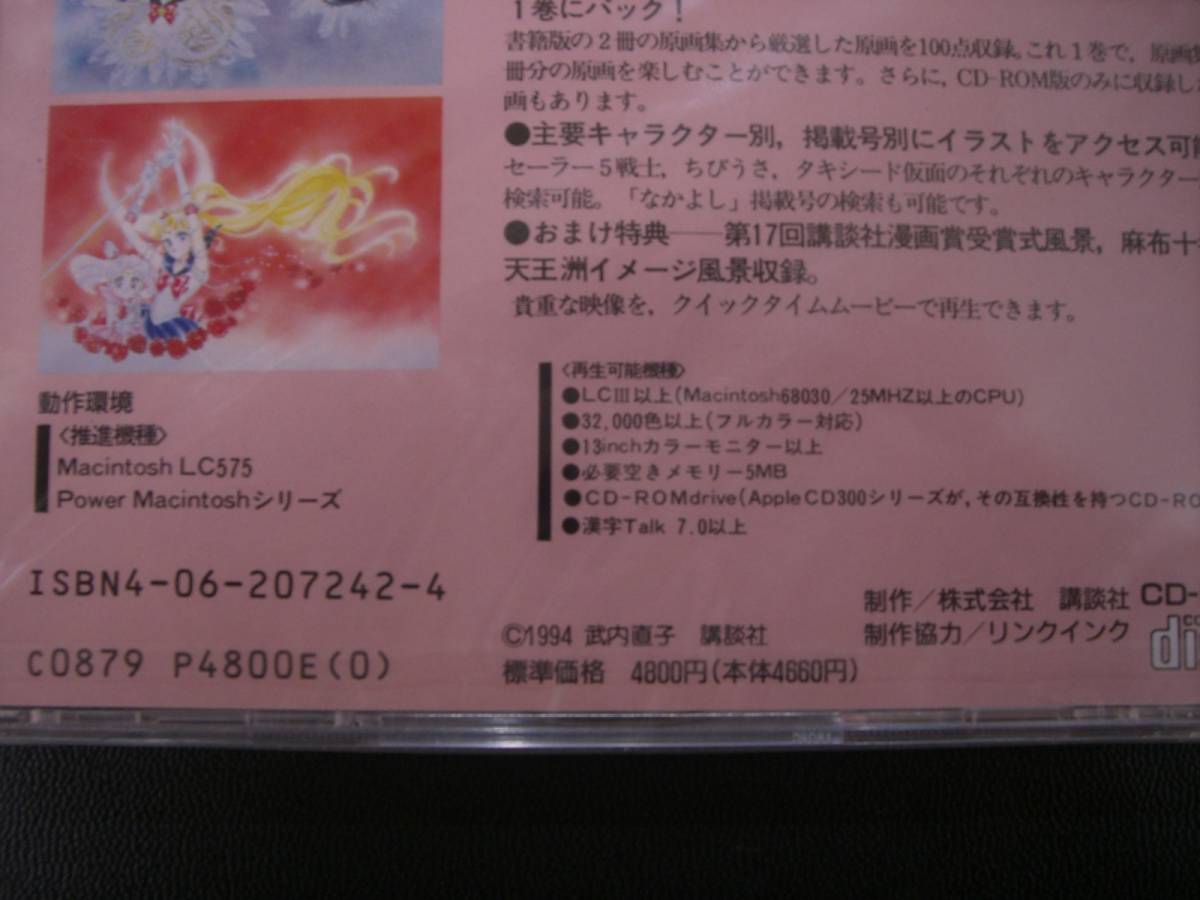 1巻にパック！
書籍版の2冊の原画集から厳選した原画を100点収録。これ1巻で，原画集
冊分の原画を楽しむことができます。さらに，CD-ROM版のみに収録した
画もあります。
●主要キャラクター別，掲載号別にイラストをアクセス可能
セーラー5戦士，ちびうさ，タキシード仮面のそれぞれのキャラクター
検索可能。「なかよし」掲載号の検索も可能です。
●おまけ特典──第17回講談社漫画賞受賞式風景，麻布十
天王洲イメージ風景収録。
貴重な映像を，クイックタイムムービーで再生できます。
動作環境
〈推進機種〉
Macintosh LC575
Power Macintoshシリーズ
〈再生可能機種〉
●LCIII以上(Macintosh68030／25MHZ以上のCPU)
●32,000色以上(フルカラー対応)
●13inchカラーモニター以上
●必要空きメモリー5MB
●CD-ROMdrive(AppleCD300シリーズが，その互換性を持つCD-RO
●漢字Talk 7.0以上
ISBN4-06-207242-4
C0879 P4800E(0)
©1994 武内直子 講談社
標準価格 4800円(本体4660円)
制作／株式会社 講談社
制作協力／リンクインク
CD-
CO
di